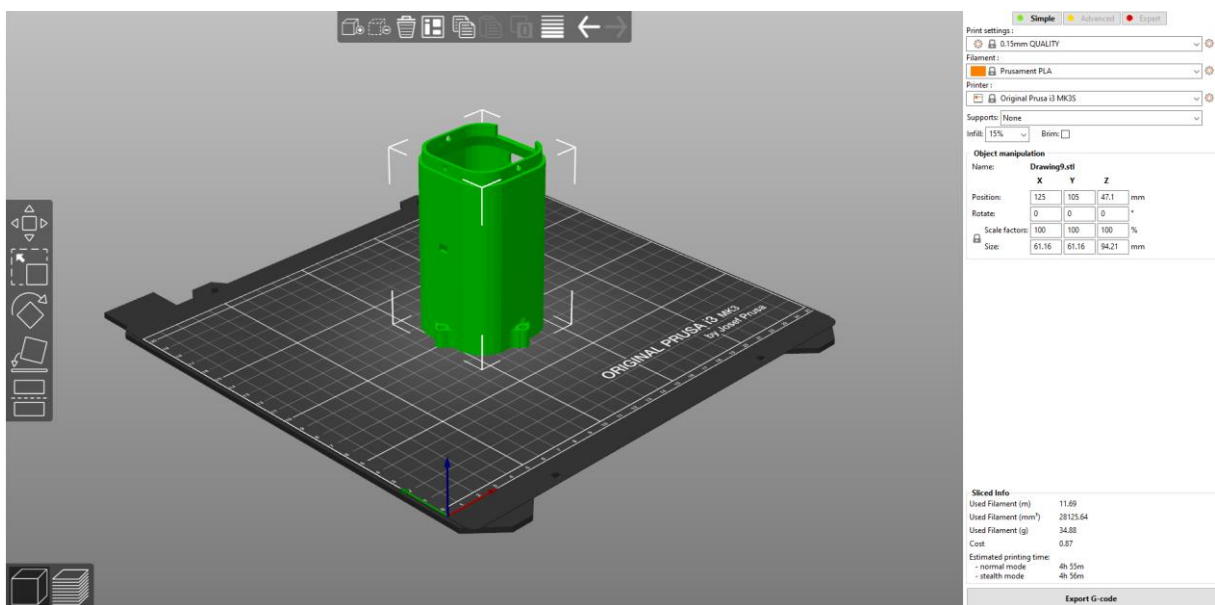 Simple Advanced Expert
Print settings :
0.15mm QUALITY
Filament :
Prusament PLA
Printer :
Original Prusa i3 MK3S
Supports: None
Infill: 15% Brim:
Object manipulation
Name: Drawing9.stl
X Y Z
Position: 125 105 47.1 mm
Rotate: 0 0 0 °
Scale factors: 100 100 100 %
Size: 61.16 61.16 94.21 mm
ORIGINAL PRUSA i3 MK3
by Josef Prusa
Sliced Info
Used Filament (m) 11.69
Used Filament (mm³) 28125.64
Used Filament (g) 34.88
Cost 0.87
Estimated printing time:
- normal mode 4h 55m
- stealth mode 4h 56m
Export G-code